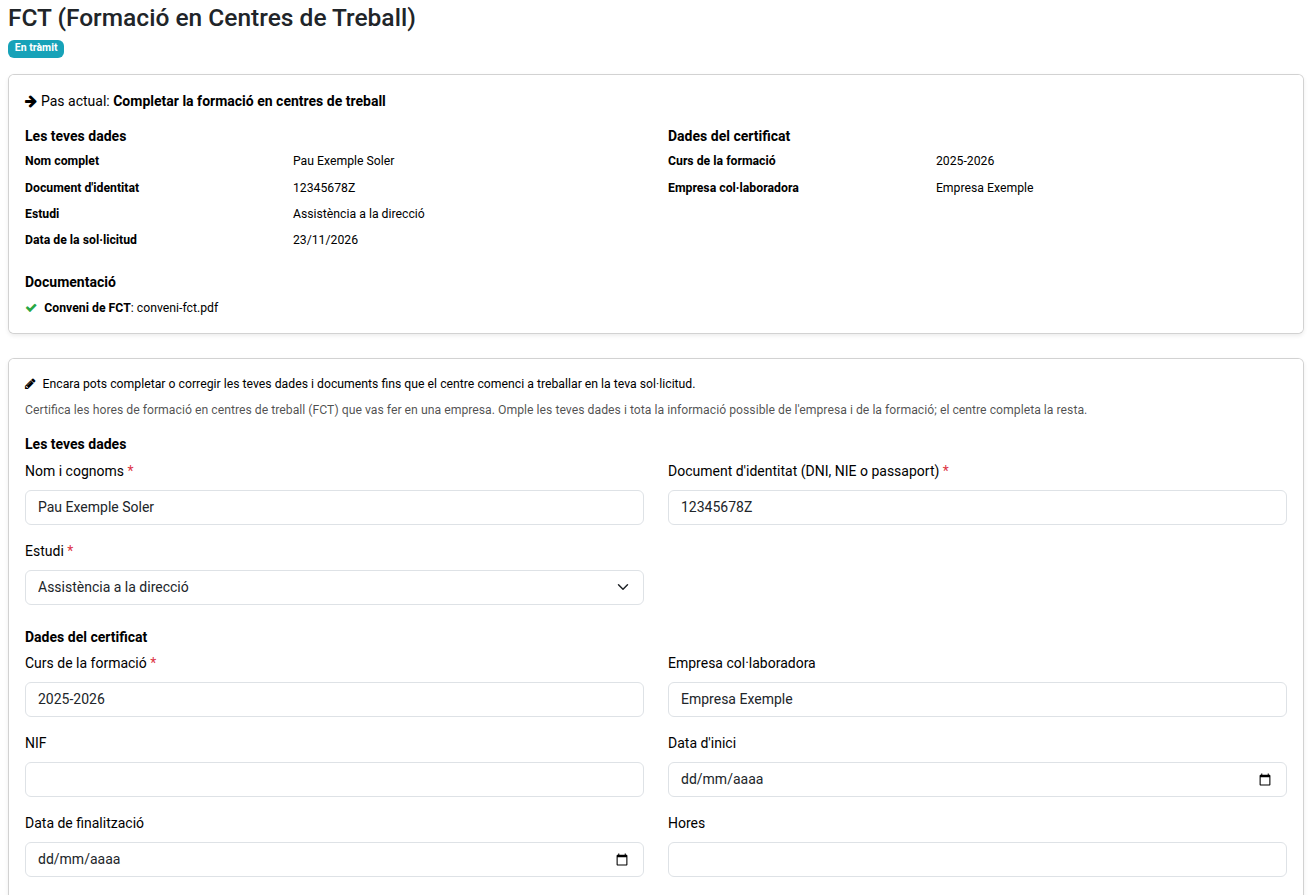 FCT (Formació en Centres de Treball)
En tràmit
Pas actual: Completar la formació en centres de treball
Les teves dades
Nom complet Pau Exemple Soler
Document d'identitat 12345678Z
Estudi Assistència a la direcció
Data de la sol·licitud 23/11/2026
Dades del certificat
Curs de la formació 2025-2026
Empresa col·laboradora Empresa Exemple
Documentació
Conveni de FCT: conveni-fct.pdf
Encara pots completar o corregir les teves dades i documents fins que el centre comenci a treballar en la teva sol·licitud.
Certifica les hores de formació en centres de treball (FCT) que vas fer en una empresa. Omple les teves dades i tota la informació possible de l'empresa i de la formació; el centre completa la resta.
Les teves dades
Nom i cognoms *
Pau Exemple Soler
Document d'identitat (DNI, NIE o passaport) *
12345678Z
Estudi *
Assistència a la direcció
Dades del certificat
Curs de la formació *
2025-2026
Empresa col·laboradora
Empresa Exemple
NIF
Data d'inici
dd/mm/aaaa
Data de finalització
dd/mm/aaaa
Hores